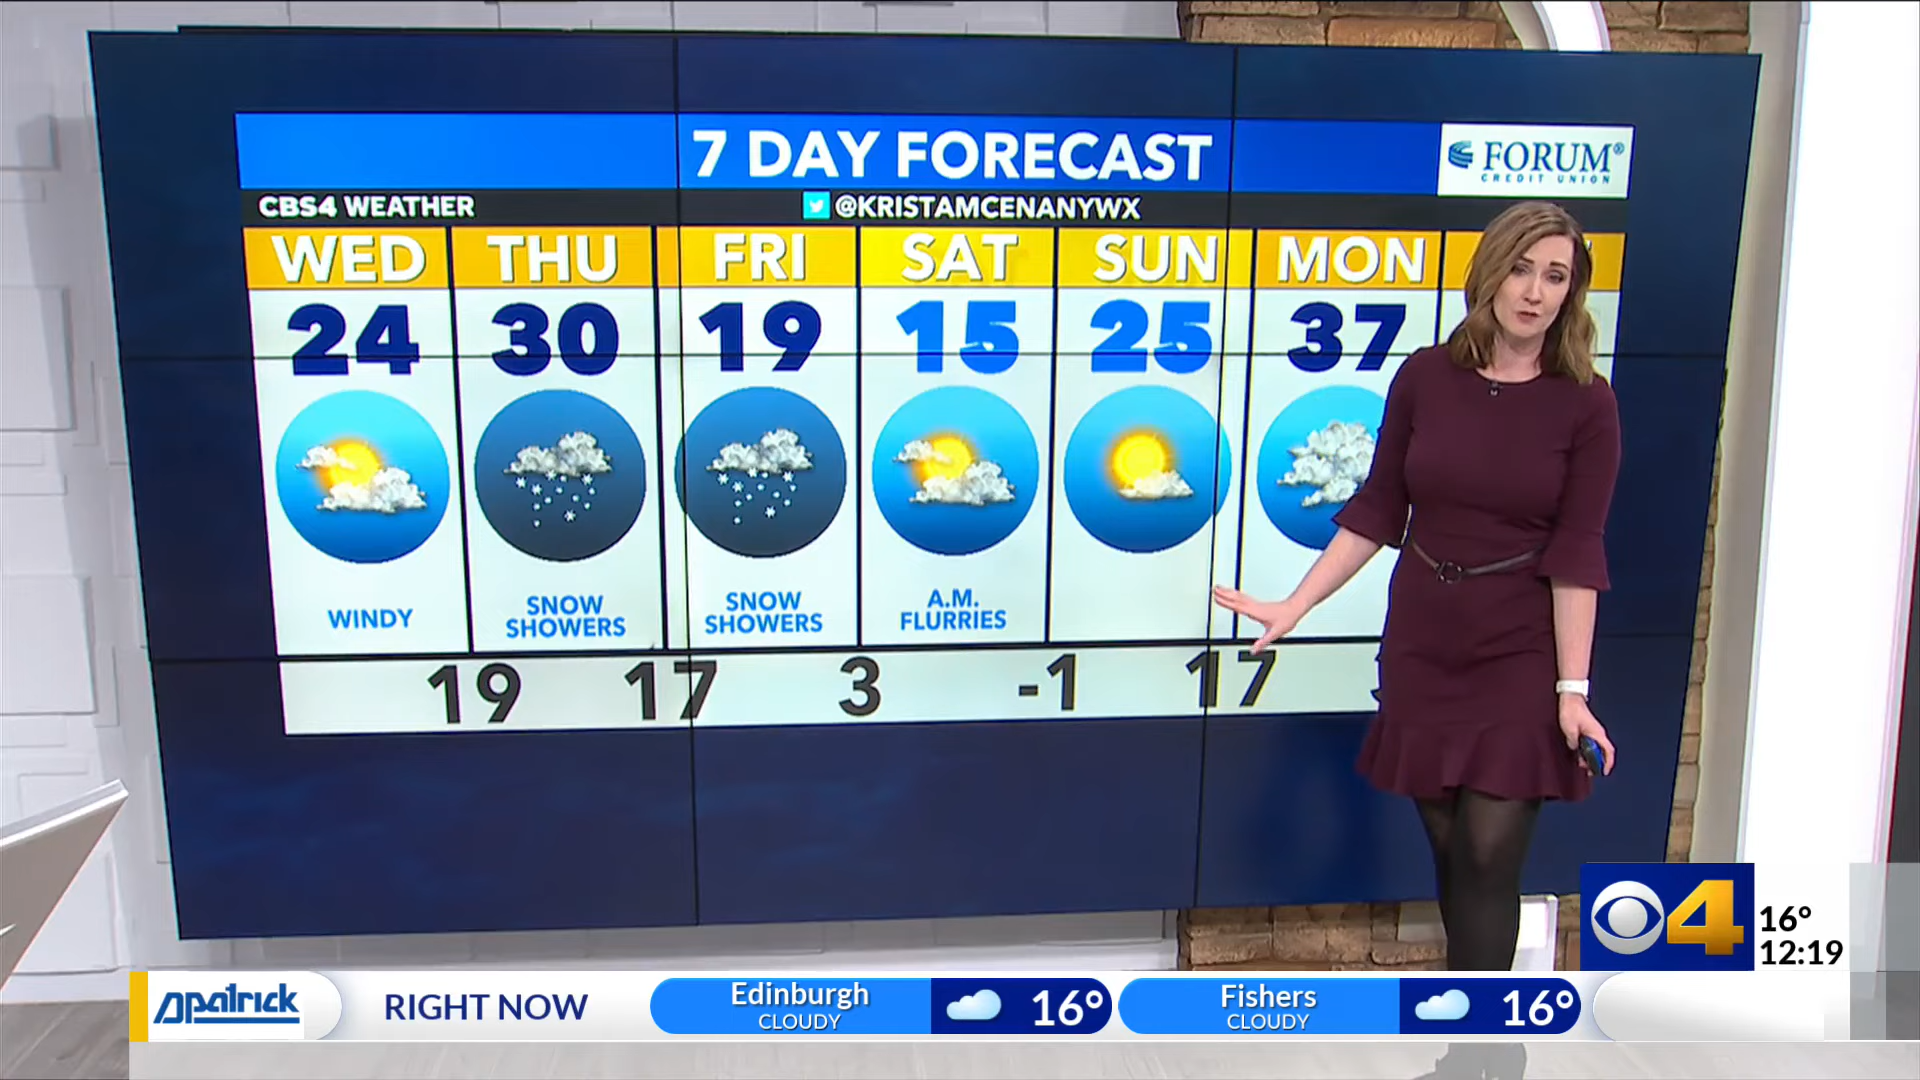 7 DAY FORECAST
FORUM®
CREDIT UNION
CBS4 WEATHER
@KRISTAMCENANYWX
WED THU FRI SAT SUN MON
24 30 19 15 25 37
WINDY
SNOW
SHOWERS
SNOW
SHOWERS
A.M.
FLURRIES
19 17 3 -1 17
4
16°
12:19
patrick
RIGHT NOW
Edinburgh
CLOUDY
16°
Fishers
CLOUDY
16°